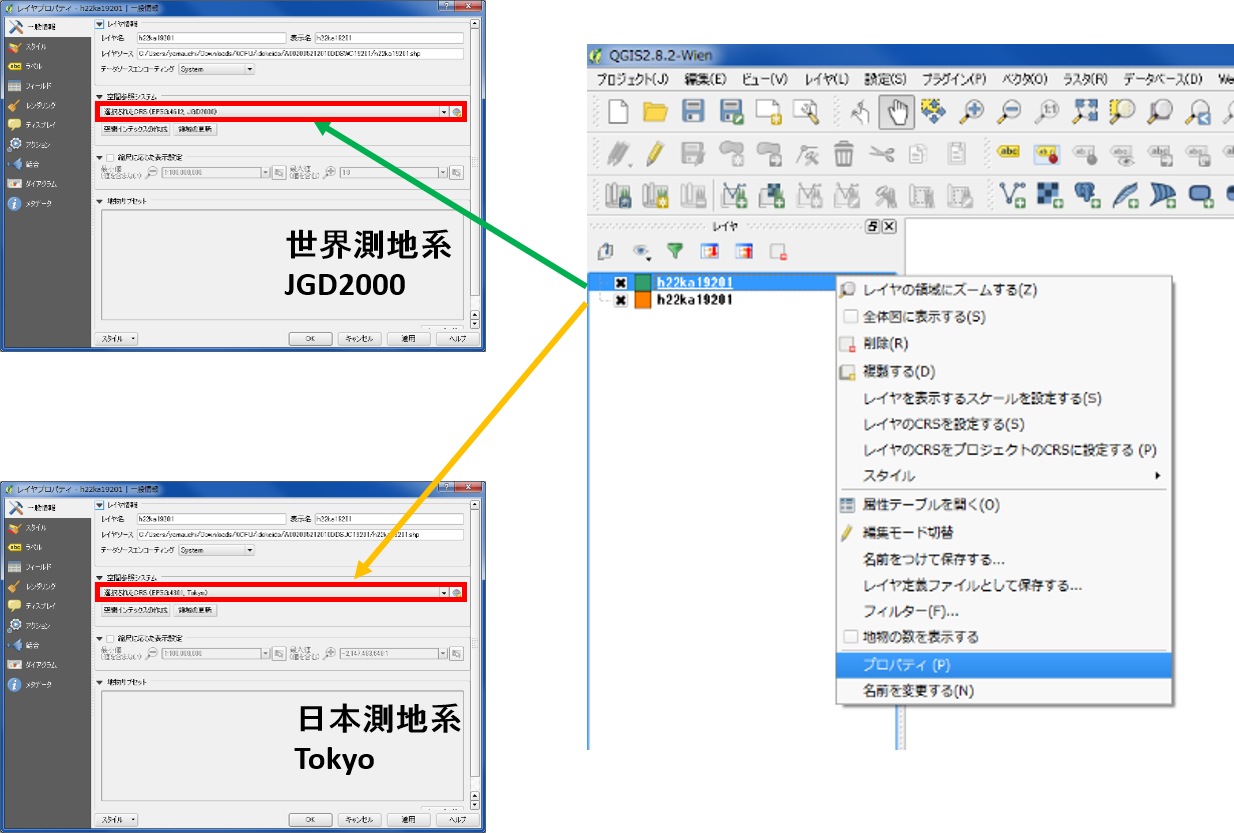 レイヤプロパティ - h22ka19201 | 一般情報
一般情報
スタイル
ラベル
フィールド
レンダリング
ディスプレイ
アクション
結合
ダイアグラム
メタデータ
レイヤ情報
レイヤ名 h22ka19201 表示名 h22ka19201
レイヤソース
データソースエンコーディング System
空間参照システム
選択されたCRS (EPSG:4612, JGD2000)
空間インデックスの作成 領域の更新
縮尺に応じた表示設定
最小値 (値を含まない) 1:100,000,000 最大値 (値を含む) 1:0
地物サブセット
世界測地系
JGD2000
スタイル OK キャンセル 適用 ヘルプ
レイヤプロパティ - h22ka19201 | 一般情報
一般情報
スタイル
ラベル
フィールド
レンダリング
ディスプレイ
アクション
結合
ダイアグラム
メタデータ
レイヤ情報
レイヤ名 h22ka19201 表示名 h22ka19201
レイヤソース
データソースエンコーディング System
空間参照システム
選択されたCRS (EPSG:4301, Tokyo)
空間インデックスの作成 領域の更新
縮尺に応じた表示設定
最小値 (値を含まない) 1:100,000,000 最大値 (値を含む)
地物サブセット
日本測地系
Tokyo
スタイル OK キャンセル 適用 ヘルプ
QGIS2.8.2-Wien
プロジェクト(J) 編集(E) ビュー(V) レイヤ(L) 設定(S) プラグイン(P) ベクタ(O) ラスタ(R) データベース(D) We
レイヤ
h22ka19201
h22ka19201
レイヤの領域にズームする(Z)
全体図に表示する(S)
削除(R)
複製する(D)
レイヤを表示するスケールを設定する(S)
レイヤのCRSを設定する(S)
レイヤのCRSをプロジェクトのCRSに設定する (P)
スタイル
属性テーブルを開く(O)
編集モード切替
名前をつけて保存する...
レイヤ定義ファイルとして保存する...
フィルター(F)...
地物の数を表示する
プロパティ (P)
名前を変更する(N)